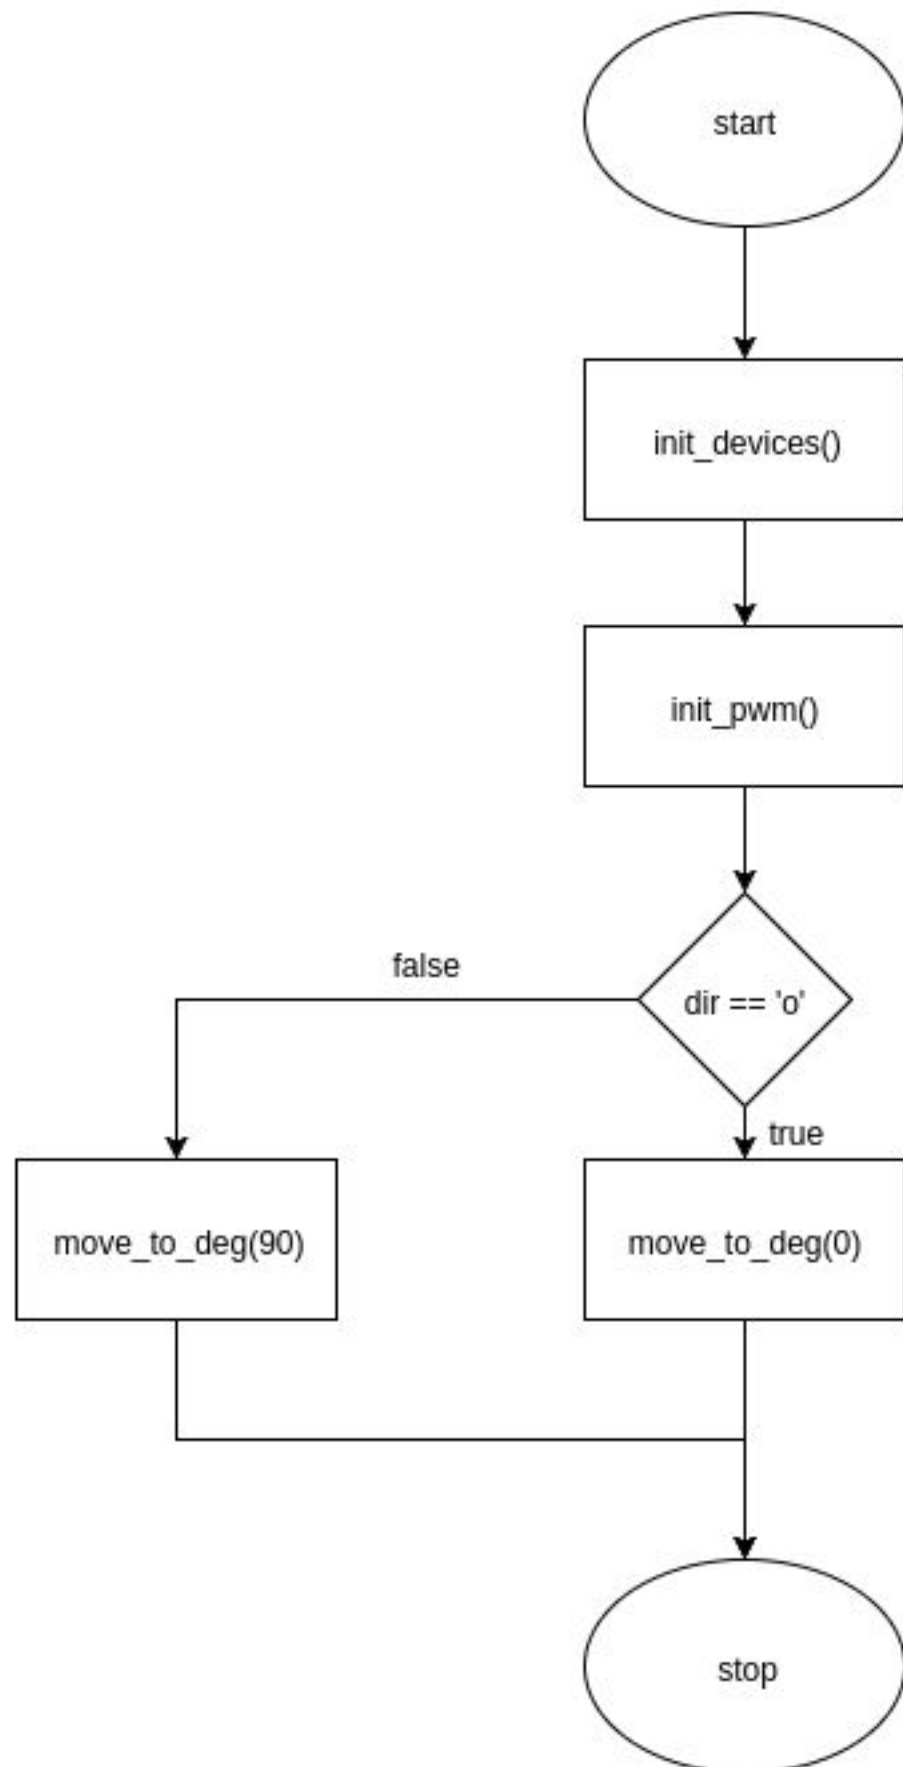 start
init_devices()
init_pwm()
dir == 'o'
false
true
move_to_deg(90)
move_to_deg(0)
stop